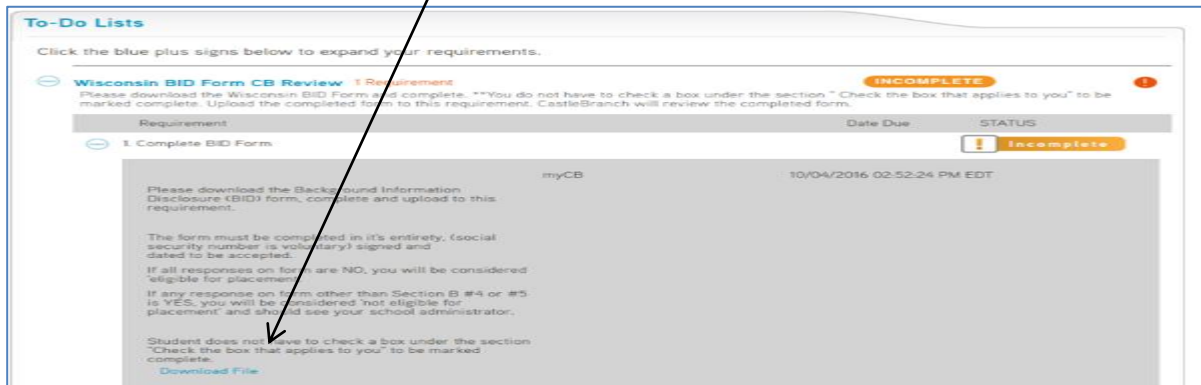 To-Do Lists
Click the blue plus signs below to expand your requirements.
Wisconsin BID Form CB Review 1 Requirement INCOMPLETE
Please download the Wisconsin BID Form and complete. **You do not have to check a box under the section " Check the box that applies to you" to be
marked complete. Upload the completed form to this requirement. CastleBranch will review the completed form.
Requirement Date Due STATUS
1. Complete BID Form ! Incomplete
myCB 10/04/2016 02:52:24 PM EDT
Please download the Background Information
Disclosure (BID) form, complete and upload to this
requirement.
The form must be completed in it's entirety, (social
security number is voluntary) signed and
dated to be accepted.
If all responses on form are NO, you will be considered
'eligible for placement'
If any response on form other than Section B #4 or #5
is YES, you will be considered 'not eligible for
placement' and should see your school administrator.
Student does not have to check a box under the section
"Check the box that applies to you" to be marked
complete.
Download File